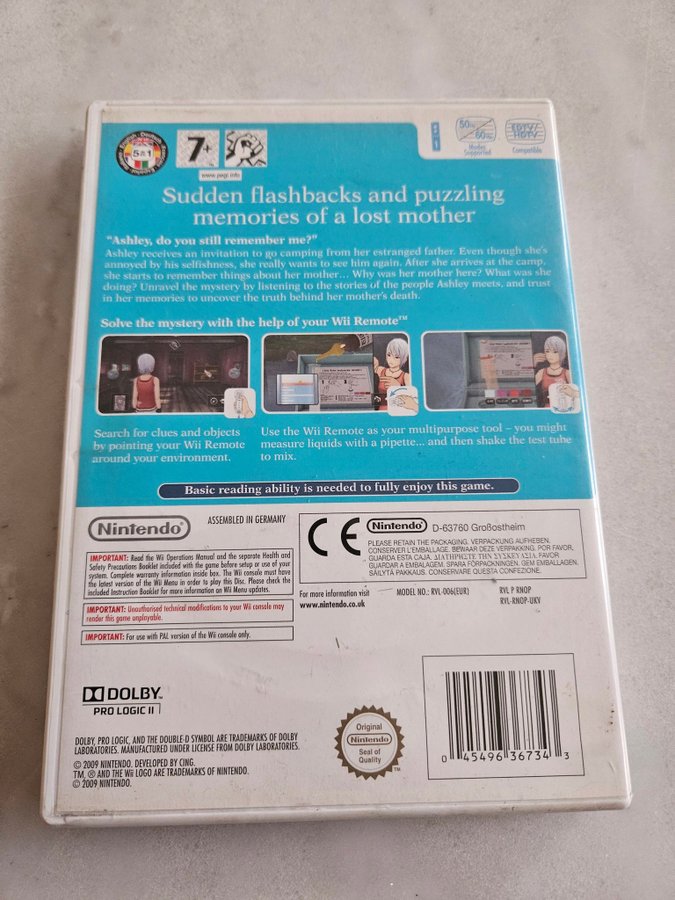 5 in 1
7+
www.pegi.info
50Hz
60Hz
Modes
Supported
EDTV/
HDTV
Compatible
Sudden flashbacks and puzzling
memories of a lost mother
"Ashley, do you still remember me?"
Ashley receives an invitation to go camping from her estranged father. Even though she's
annoyed by his selfishness, she really wants to see him again. After she arrives at the camp,
she starts to remember things about her mother... Why was her mother here? What was she
doing? Unravel the mystery by listening to the stories of the people Ashley meets, and trust
in her memories to uncover the truth behind her mother's death.
Solve the mystery with the help of your Wii Remote™
Search for clues and objects
by pointing your Wii Remote
around your environment.
Use the Wii Remote as your multipurpose tool – you might
measure liquids with a pipette... and then shake the test tube
to mix.
Basic reading ability is needed to fully enjoy this game.
Nintendo®
ASSEMBLED IN GERMANY
IMPORTANT: Read the Wii Operations Manual and the separate Health and
Safety Precautions Booklet included with the game before setup or use of your
system. Complete warranty information inside box. The Wii console must have
the latest version of the Wii Menu in order to play this Disc. Please check the
included Instruction Booklet for more information on Wii Menu updates.
IMPORTANT: Unauthorised technical modifications to your Wii console may
render this game unplayable.
IMPORTANT: For use with PAL version of the Wii console only.
CE
Nintendo® D-63760 Großostheim
PLEASE RETAIN THE PACKAGING. VERPACKUNG AUFHEBEN.
CONSERVER L'EMBALLAGE. BEWAAR DEZE VERPAKKING. POR FAVOR,
GUARDA ESTA CAJA. ΔΙΑΤΗΡΗΣΤΕ ΤΗΝ ΣΥΣΚΕΥΑΣΙΑ. FAVOR
GUARDAR A EMBALAGEM. SPARA FÖRPACKNINGEN. GEM EMBALLAGEN.
SÄILYTÄ PAKKAUS. CONSERVARE QUESTA CONFEZIONE.
For more information visit
www.nintendo.co.uk
MODEL NO.: RVL-006(EUR)
RVL P RNOP
RVL-RNOP-UKV
DOLBY
PRO LOGIC II
DOLBY, PRO LOGIC, AND THE DOUBLE-D SYMBOL ARE TRADEMARKS OF DOLBY
LABORATORIES. MANUFACTURED UNDER LICENSE FROM DOLBY LABORATORIES.
© 2009 NINTENDO. DEVELOPED BY CING.
TM, ® AND THE Wii LOGO ARE TRADEMARKS OF NINTENDO.
© 2009 NINTENDO.
Original
Nintendo®
Seal of
Quality
TM
0 45496 36734 3